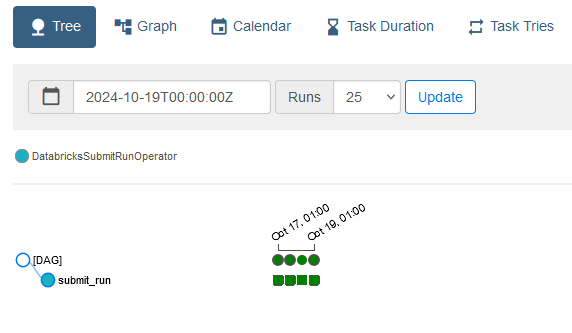 Tree Graph Calendar Task Duration Task Tries
2024-10-19T00:00:00Z Runs 25 Update
DatabricksSubmitRunOperator
Oct 17, 01:00
Oct 19, 01:00
[DAG]
submit_run